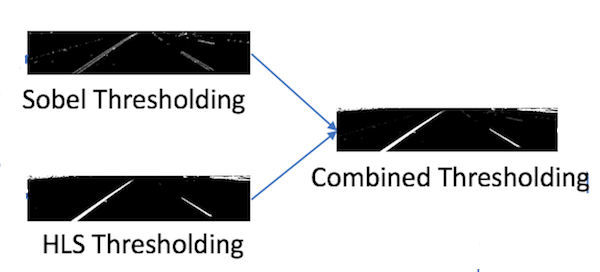 Sobel Thresholding
Combined Thresholding
HLS Thresholding